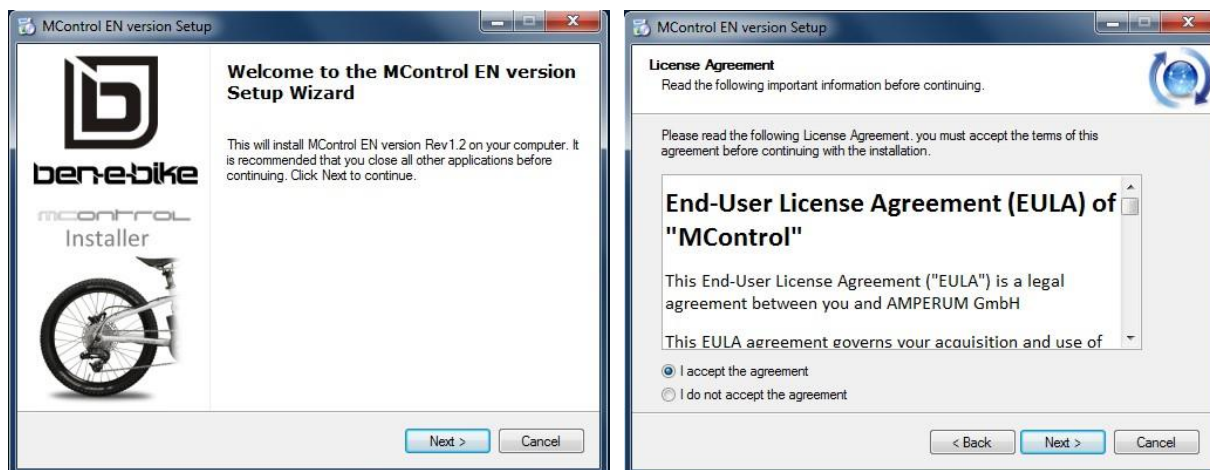 MControl EN version Setup
ben-e-bike
mcontrol
Installer
Welcome to the MControl EN version
Setup Wizard
This will install MControl EN version Rev1.2 on your computer. It
is recommended that you close all other applications before
continuing. Click Next to continue.
Next >
Cancel
MControl EN version Setup
License Agreement
Read the following important information before continuing.
Please read the following License Agreement. you must accept the terms of this
agreement before continuing with the installation.
End-User License Agreement (EULA) of
"MControl"
This End-User License Agreement ("EULA") is a legal
agreement between you and AMPERUM GmbH
This EULA agreement governs your acquisition and use of
I accept the agreement
I do not accept the agreement
< Back
Next >
Cancel